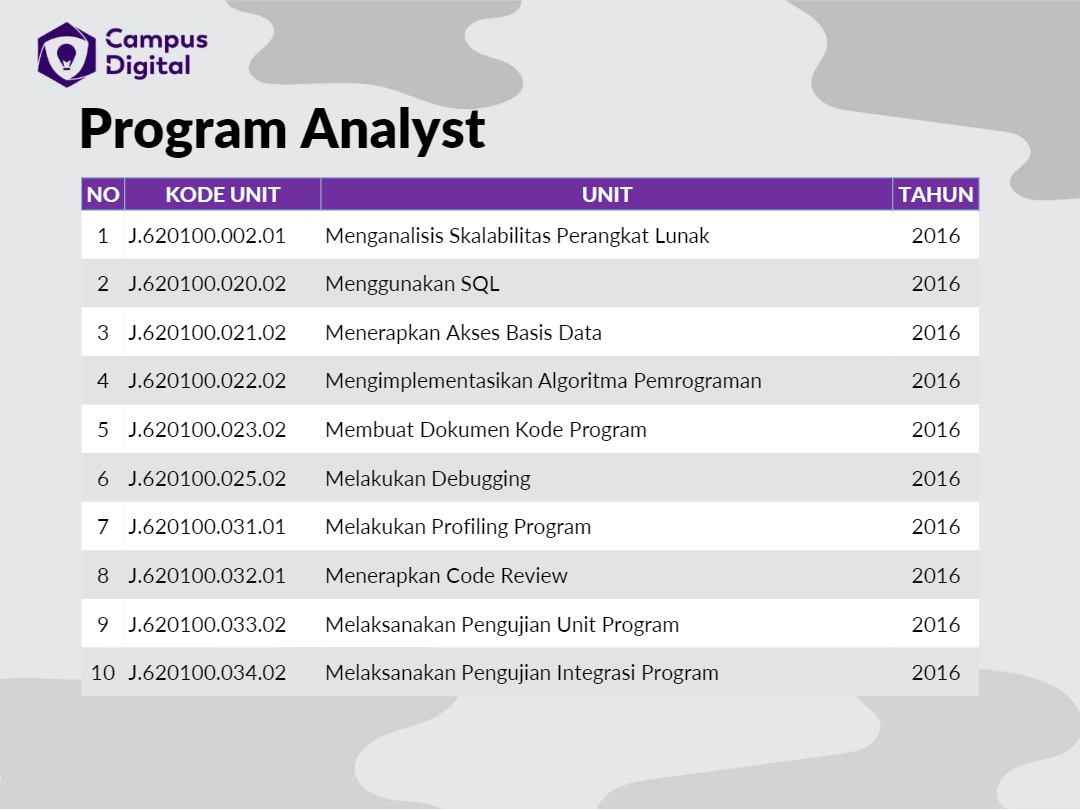 Campus
Digital
Program Analyst
NO KODE UNIT UNIT TAHUN
1 J.620100.002.01 Menganalisis Skalabilitas Perangkat Lunak 2016
2 J.620100.020.02 Menggunakan SQL 2016
3 J.620100.021.02 Menerapkan Akses Basis Data 2016
4 J.620100.022.02 Mengimplementasikan Algoritma Pemrograman 2016
5 J.620100.023.02 Membuat Dokumen Kode Program 2016
6 J.620100.025.02 Melakukan Debugging 2016
7 J.620100.031.01 Melakukan Profiling Program 2016
8 J.620100.032.01 Menerapkan Code Review 2016
9 J.620100.033.02 Melaksanakan Pengujian Unit Program 2016
10 J.620100.034.02 Melaksanakan Pengujian Integrasi Program 2016